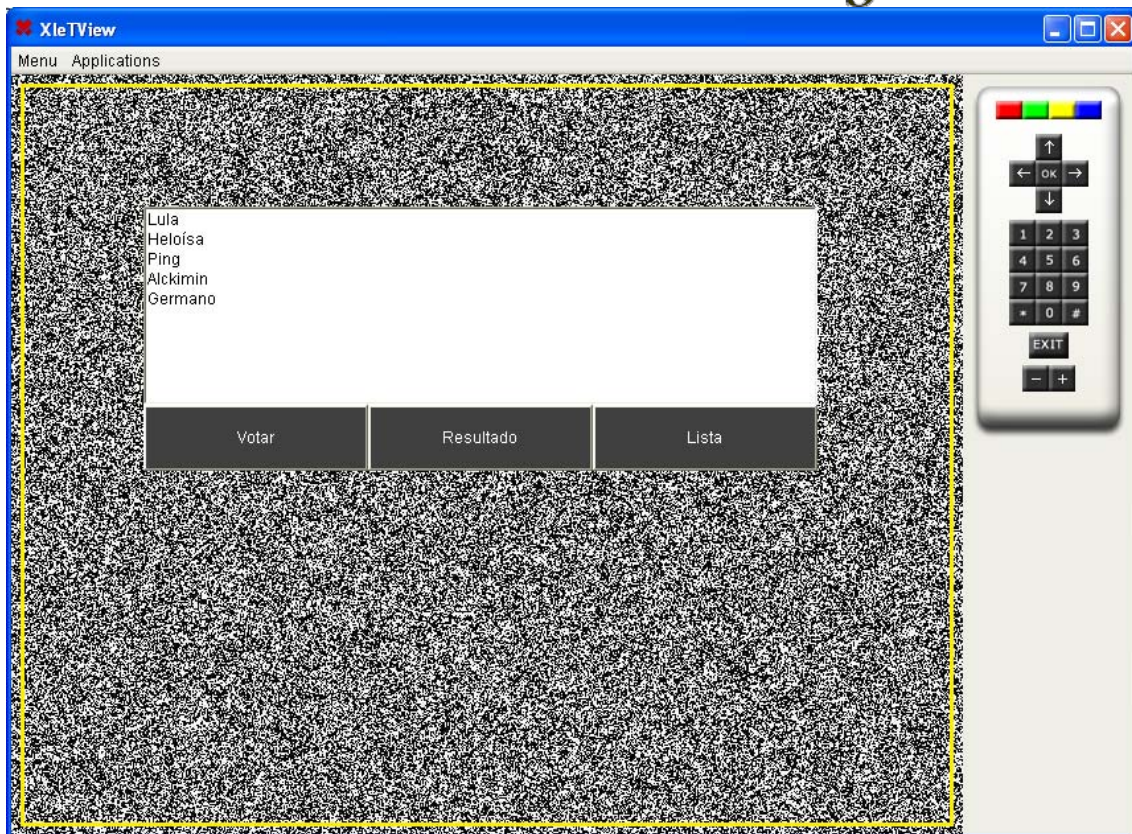 XleTView
Menu Applications
Lula
Heloísa
Ping
Alckimin
Germano
Votar Resultado Lista
OK
1 2 3
4 5 6
7 8 9
* 0 #
EXIT
- +